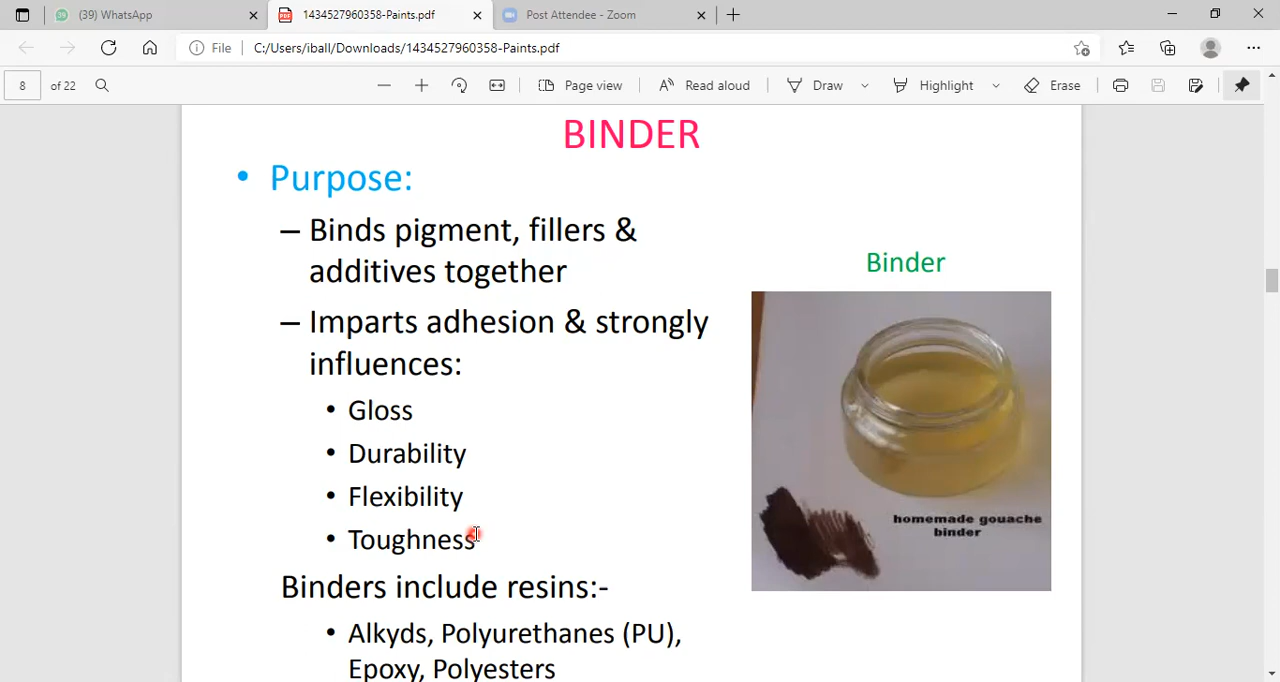 (39) WhatsApp
1434527960358-Paints.pdf
Post Attendee - Zoom
File
C:/Users/iball/Downloads/1434527960358-Paints.pdf
8 of 22
Page view
Read aloud
Draw
Highlight
Erase
BINDER
• Purpose:
– Binds pigment, fillers &
additives together
– Imparts adhesion & strongly
influences:
• Gloss
• Durability
• Flexibility
• Toughness
Binders include resins:-
• Alkyds, Polyurethanes (PU),
Epoxy, Polyesters
Binder
homemade gouache
binder